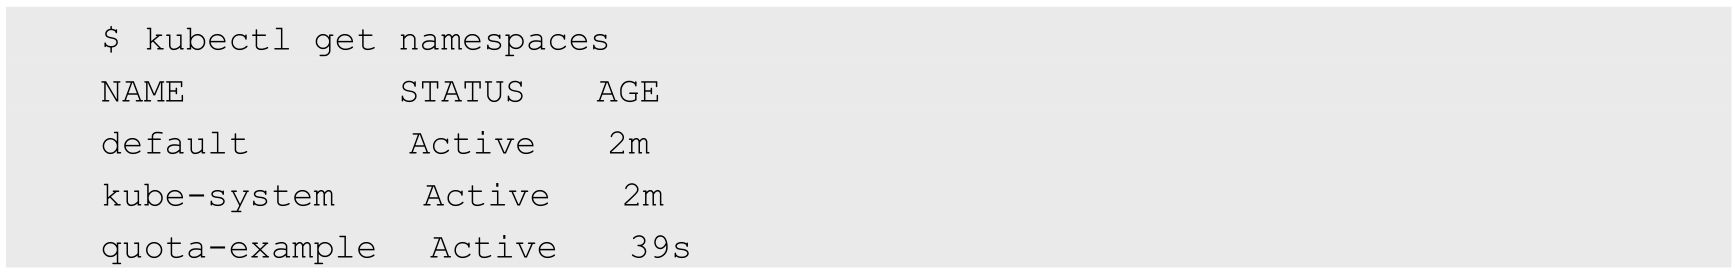 $ kubectl get namespaces
NAME          STATUS   AGE
default       Active   2m
kube-system   Active   2m
quota-example  Active   39s